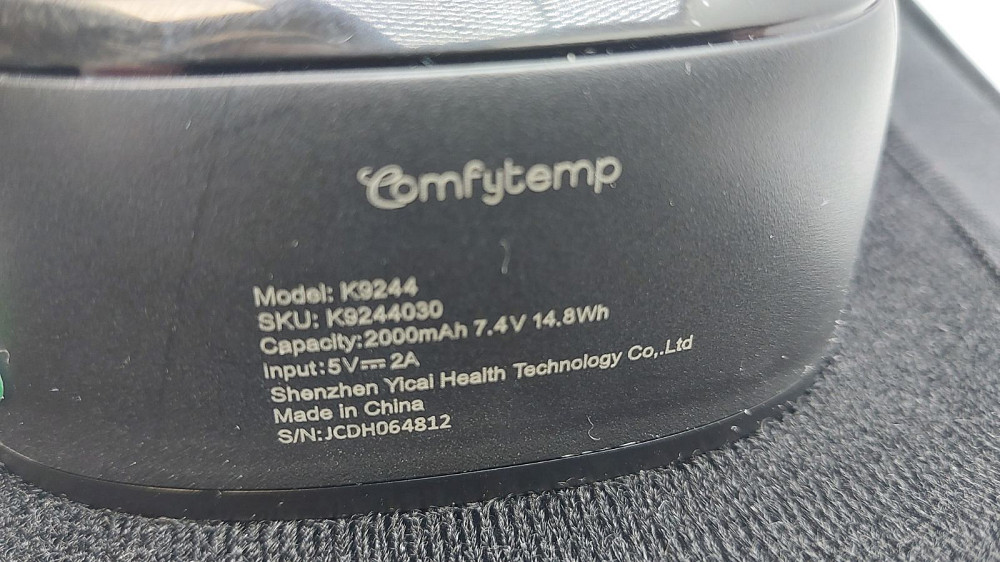 Comfytemp
Model: K9244
SKU: K9244030
Capacity:2000mAh 7.4V 14.8Wh
Input:5V⎓2A
Shenzhen Yicai Health Technology Co,.Ltd
Made in China
S/N:JCDH064812